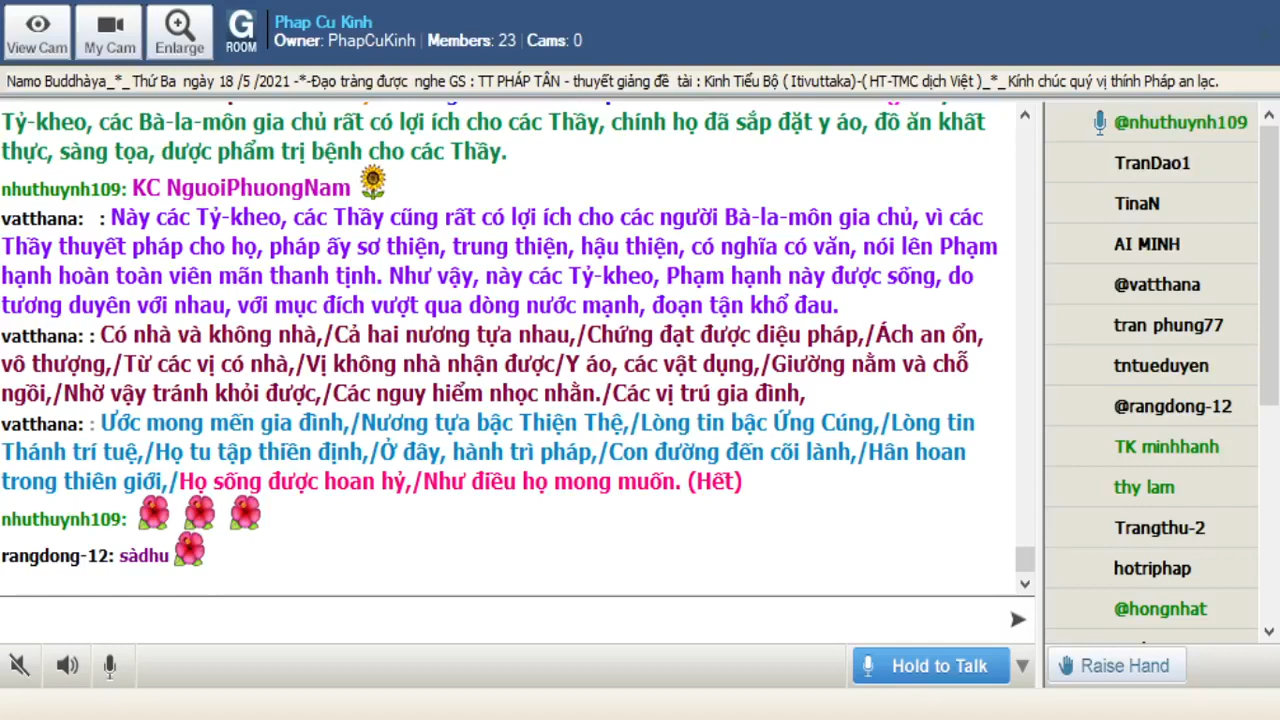 View Cam
My Cam
Enlarge
G
ROOM
Phap Cu Kinh
Owner: PhapCuKinh | Members: 23 | Cams: 0
Namo Buddhàya_*_ Thứ Ba ngày 18 /5 /2021 -*-Đạo tràng được nghe GS : TT PHÁP TÂN - thuyết giảng đề tài : Kinh Tiểu Bộ ( Itivuttaka)-( HT-TMC dịch Việt )_*_Kính chúc quý vị thính Pháp an lạc.
Tỷ-kheo, các Bà-la-môn gia chủ rất có lợi ích cho các Thầy, chính họ đã sắp đặt y áo, đồ ăn khất
thực, sàng tọa, dược phẩm trị bệnh cho các Thầy.
nhuthuynh109: KC NguoiPhuongNam
vatthana: : Này các Tỷ-kheo, các Thầy cũng rất có lợi ích cho các người Bà-la-môn gia chủ, vì các
Thầy thuyết pháp cho họ, pháp ấy sơ thiện, trung thiện, hậu thiện, có nghĩa có văn, nói lên Phạm
hạnh hoàn toàn viên mãn thanh tịnh. Như vậy, này các Tỷ-kheo, Phạm hạnh này được sống, do
tương duyên với nhau, với mục đích vượt qua dòng nước mạnh, đoạn tận khổ đau.
vatthana: : Có nhà và không nhà,/Cả hai nương tựa nhau,/Chứng đạt được diệu pháp,/Ách an ổn,
vô thượng,/Từ các vị có nhà,/Vị không nhà nhận được/Y áo, các vật dụng,/Giường nằm và chỗ
ngồi,/Nhờ vậy tránh khỏi được,/Các nguy hiểm nhọc nhằn./Các vị trú gia đình,
vatthana: : Ước mong mến gia đình,/Nương tựa bậc Thiện Thệ,/Lòng tin bậc Ứng Cúng,/Lòng tin
Thánh trí tuệ,/Họ tu tập thiền định,/Ở đây, hành trì pháp,/Con đường đến cõi lành,/Hân hoan
trong thiên giới,/Họ sống được hoan hỷ,/Như điều họ mong muốn. (Hết)
nhuthuynh109:
rangdong-12: sàdhu
@nhuthuynh109
TranDao1
TinaN
AI MINH
@vatthana
tran phung77
tntueduyen
@rangdong-12
TK minhhanh
thy lam
Trangthu-2
hotriphap
@hongnhat
Hold to Talk
Raise Hand